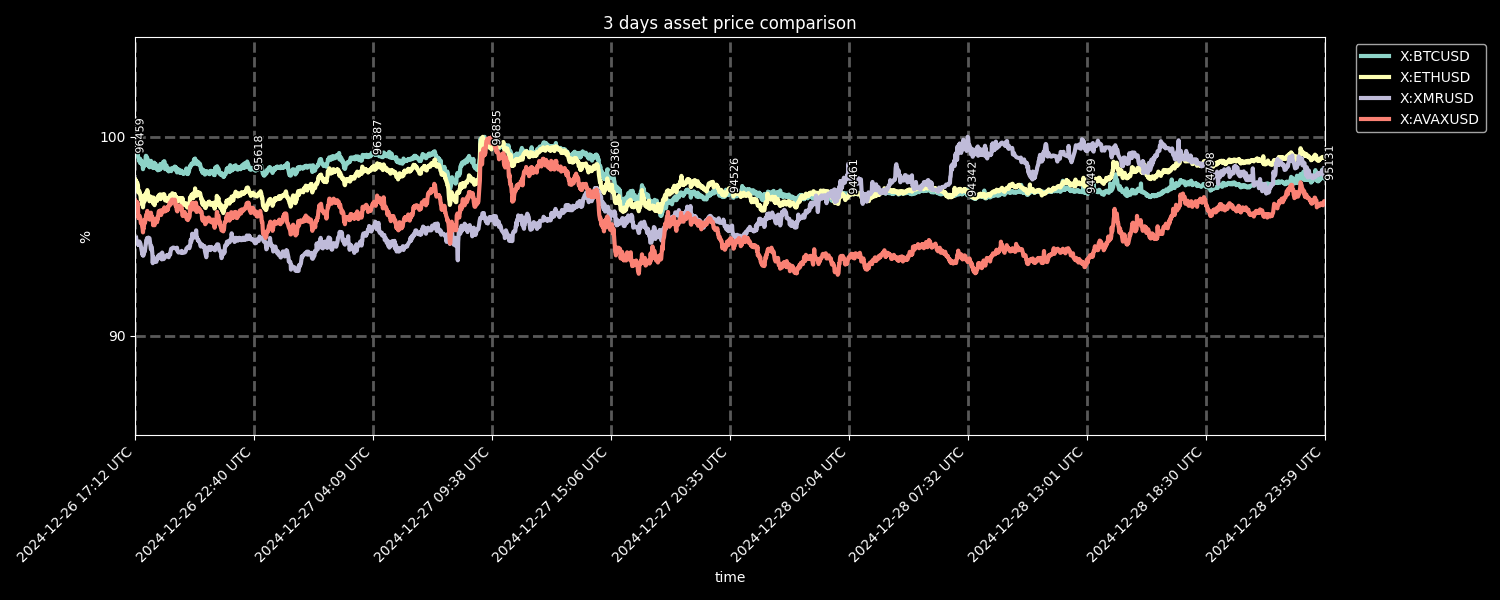 3 days asset price comparison
X:BTCUSD
X:ETHUSD
X:XMRUSD
X:AVAXUSD
100
90
%
96459
95618
96387
96855
95360
94526
94461
94342
94499
94798
95131
2024-12-26 17:12 UTC
2024-12-26 22:40 UTC
2024-12-27 04:09 UTC
2024-12-27 09:38 UTC
2024-12-27 15:06 UTC
2024-12-27 20:35 UTC
2024-12-28 02:04 UTC
2024-12-28 07:32 UTC
2024-12-28 13:01 UTC
2024-12-28 18:30 UTC
2024-12-28 23:59 UTC
time